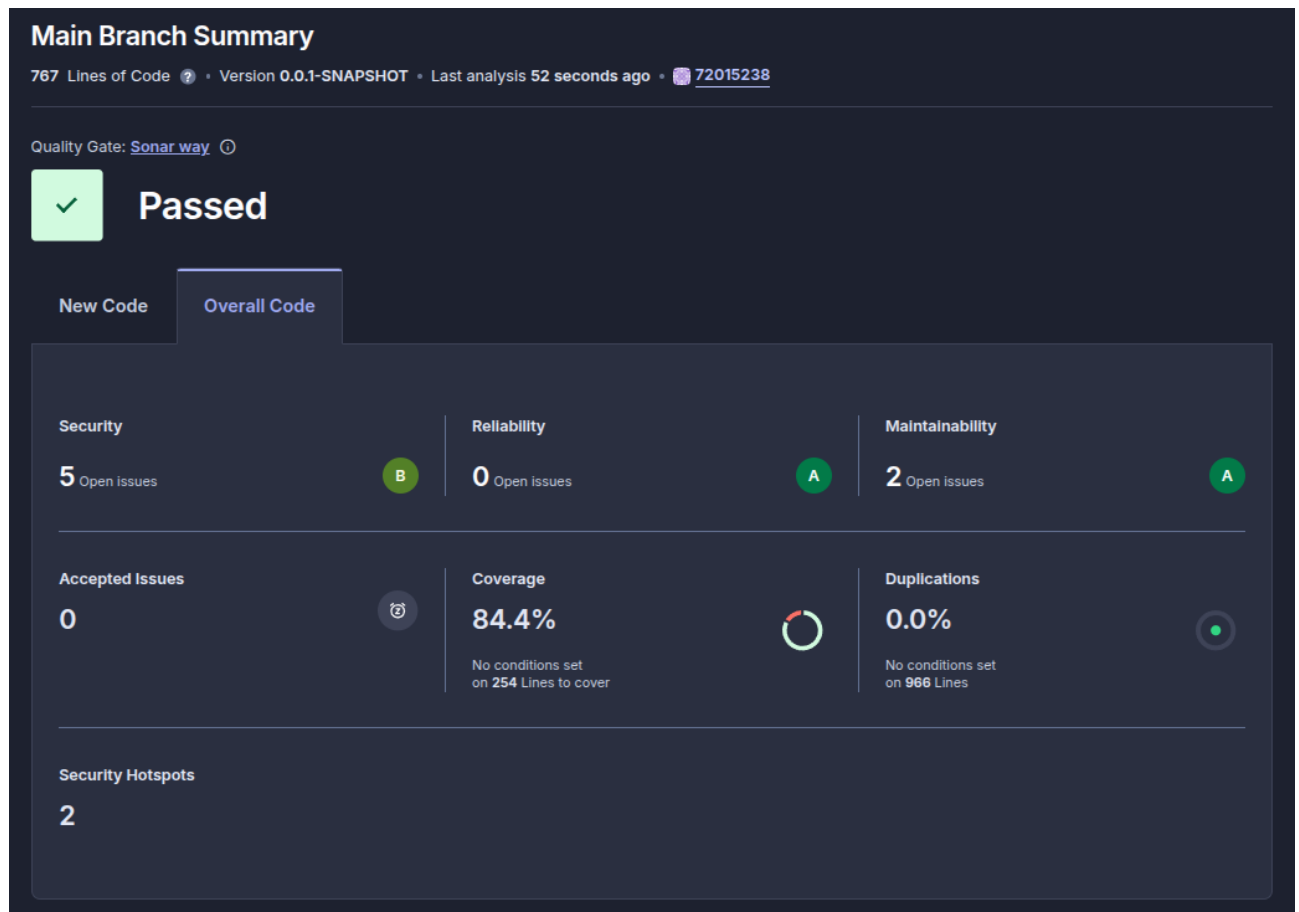 Main Branch Summary
767 Lines of Code ? • Version 0.0.1-SNAPSHOT • Last analysis 52 seconds ago • 72015238
Quality Gate: Sonar way
Passed
New Code
Overall Code
Security
5 Open issues
B
Reliability
0 Open issues
A
Maintainability
2 Open issues
A
Accepted Issues
0
Coverage
84.4%
No conditions set
on 254 Lines to cover
Duplications
0.0%
No conditions set
on 966 Lines
Security Hotspots
2